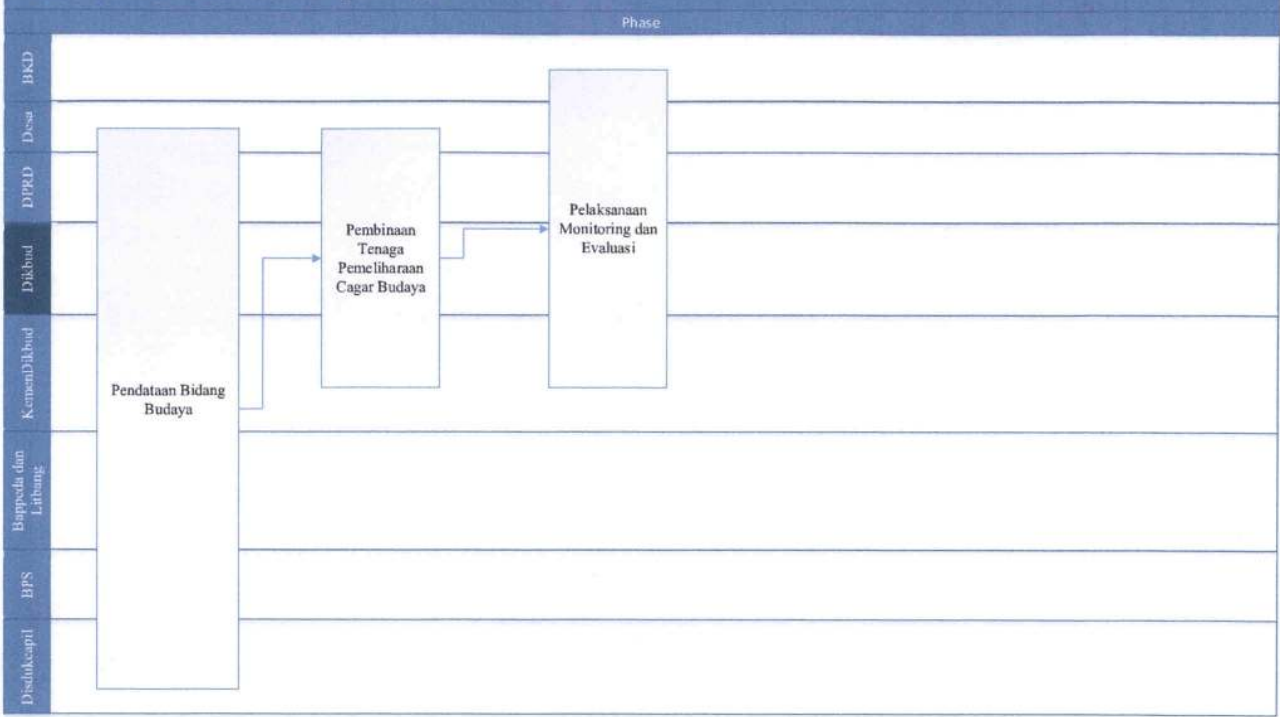 Phase
BKD
Desa
DPRD
Dikbud
KemenDikbud
Bappeda dan
Litbang
BPS
Disdukcapil
Pendataan Bidang
Budaya
Pembinaan
Tenaga
Pemeliharaan
Cagar Budaya
Pelaksanaan
Monitoring dan
Evaluasi